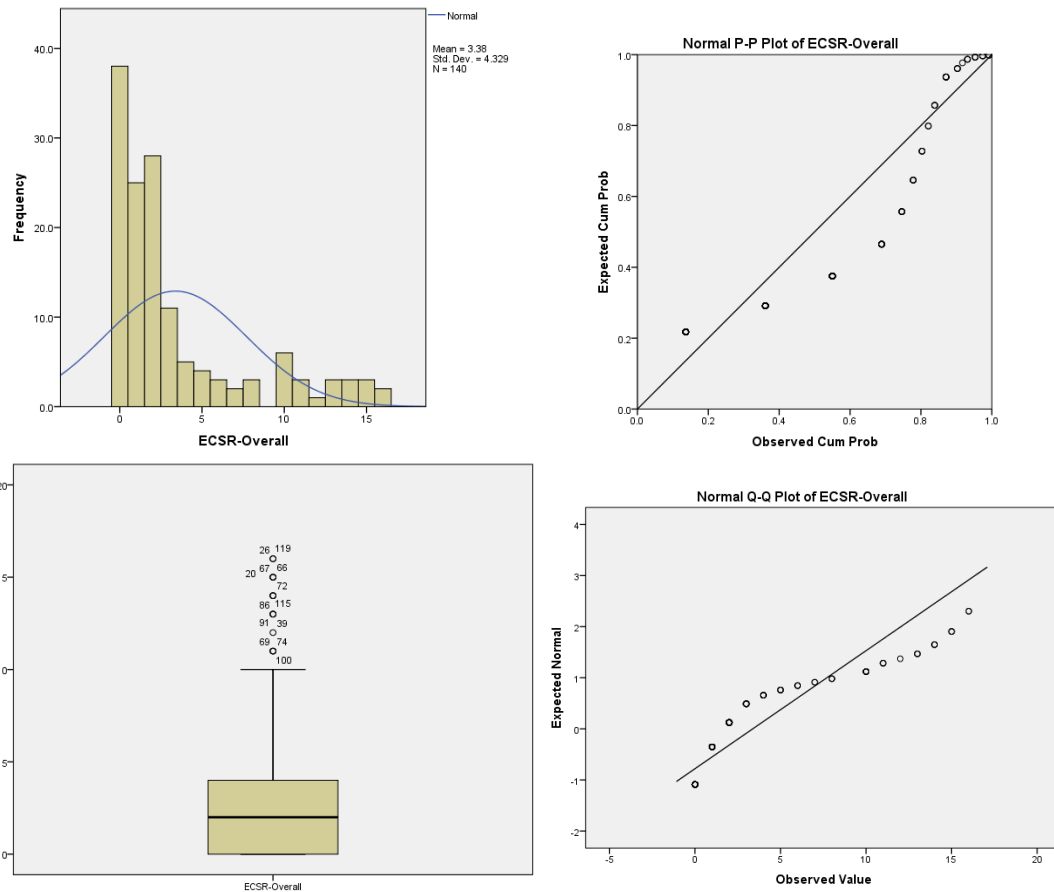 Normal
Mean = 3.38
Std. Dev. = 4.329
N = 140
40.0
30.0
20.0
10.0
0.0
Frequency
0 5 10 15
ECSR-Overall
Normal P-P Plot of ECSR-Overall
1.0
0.8
0.6
0.4
0.2
0.0
Expected Cum Prob
0.0 0.2 0.4 0.6 0.8 1.0
Observed Cum Prob
20
5
0
5
0
26 119
67 66
20
72
86 115
91 39
69 74
100
ECSR-Overall
Normal Q-Q Plot of ECSR-Overall
4
3
2
1
0
-1
-2
Expected Normal
-5 0 5 10 15 20
Observed Value